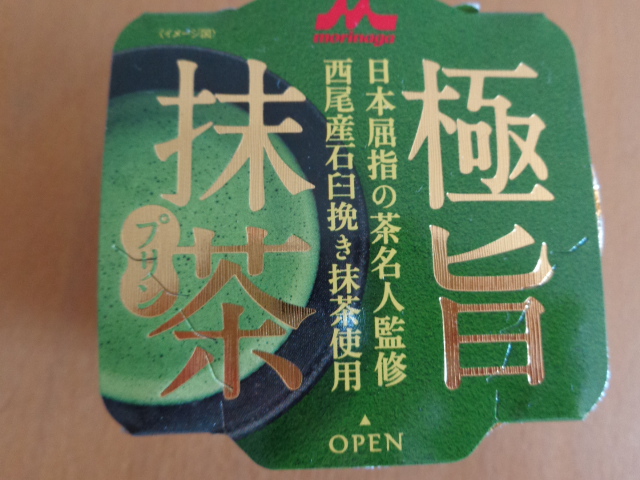 morinaga
〈イメージ図〉
極旨
日本屈指の茶名人監修
西尾産石臼挽き抹茶使用
抹茶
プリン
▲
OPEN